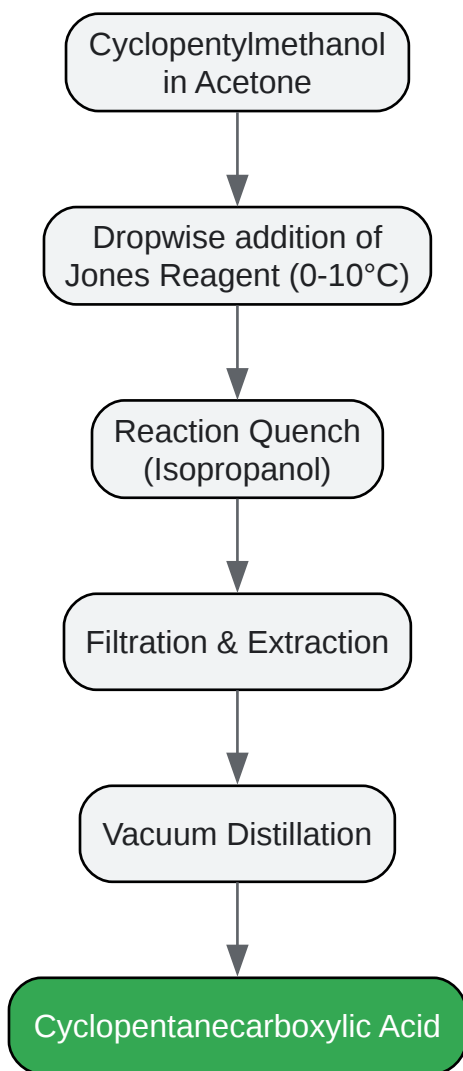 Cyclopentylmethanol
in Acetone
Dropwise addition of
Jones Reagent (0-10°C)
Reaction Quench
(Isopropanol)
Filtration & Extraction
Vacuum Distillation
Cyclopentanecarboxylic Acid